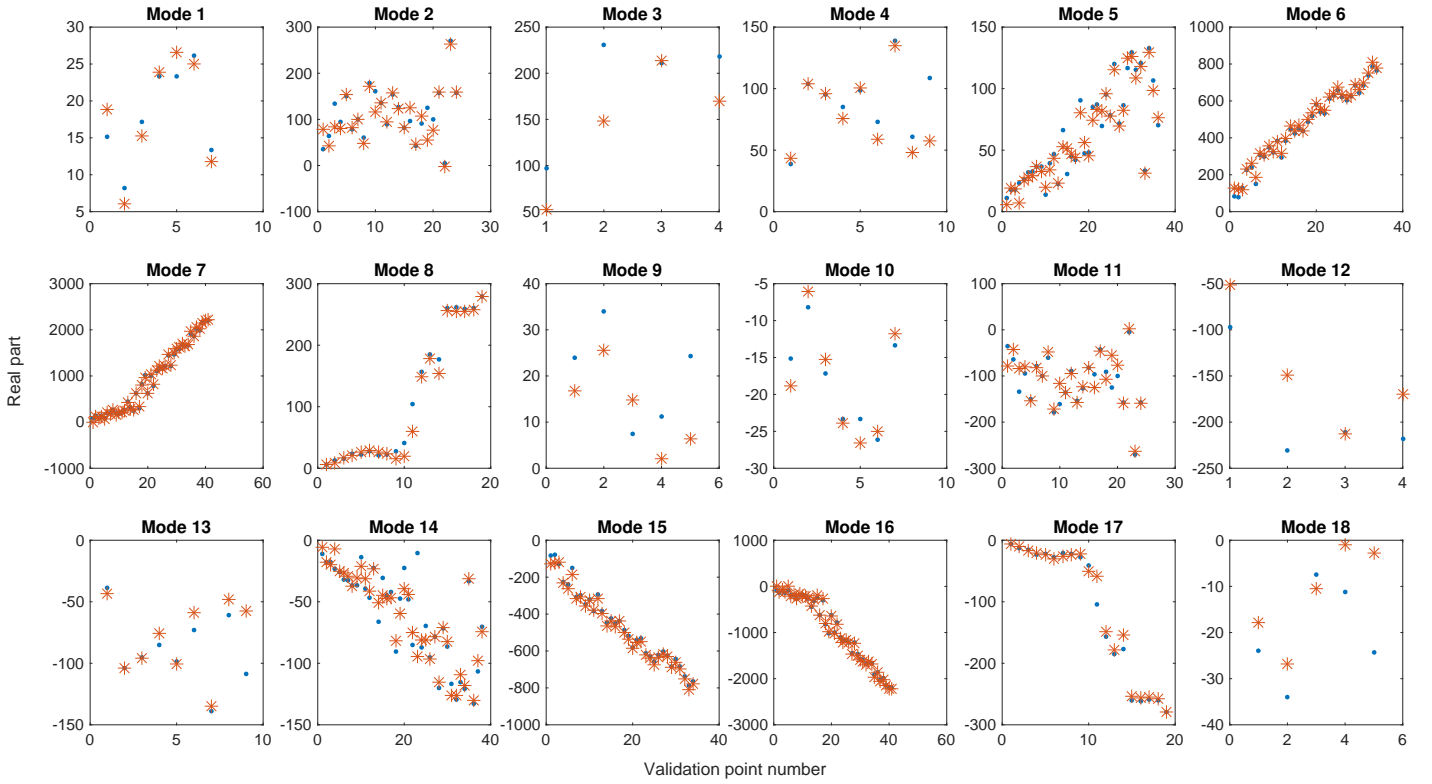 Mode 1 Mode 2 Mode 3 Mode 4 Mode 5 Mode 6
30 300 250 150 150 1000
25 200 200 100 100 800
20 100 150 50 50 600
15 0 100 0 0 400
10 -100 50 200
5 0
0 5 10 0 10 20 30 1 2 3 4 0 5 10 0 20 40 0 20 40
Mode 7 Mode 8 Mode 9 Mode 10 Mode 11 Mode 12
3000 300 40 -5 100 -50
2000 200 30 -10 0 -100
1000 100 20 -15 -100 -150
0 0 10 -20 -200 -200
-1000 0 -25 -300 -250
-30
0 20 40 60 0 10 20 0 2 4 6 0 5 10 0 10 20 30 1 2 3 4
Real part
Mode 13 Mode 14 Mode 15 Mode 16 Mode 17 Mode 18
0 0 0 1000 0 0
-50 -50 -200 0 -100 -10
-100 -100 -400 -1000 -200 -20
-150 -150 -600 -2000 -300 -30
-800 -3000 -40
-1000
0 5 10 0 20 40 0 20 40 0 20 40 60 0 10 20 0 2 4 6
Validation point number